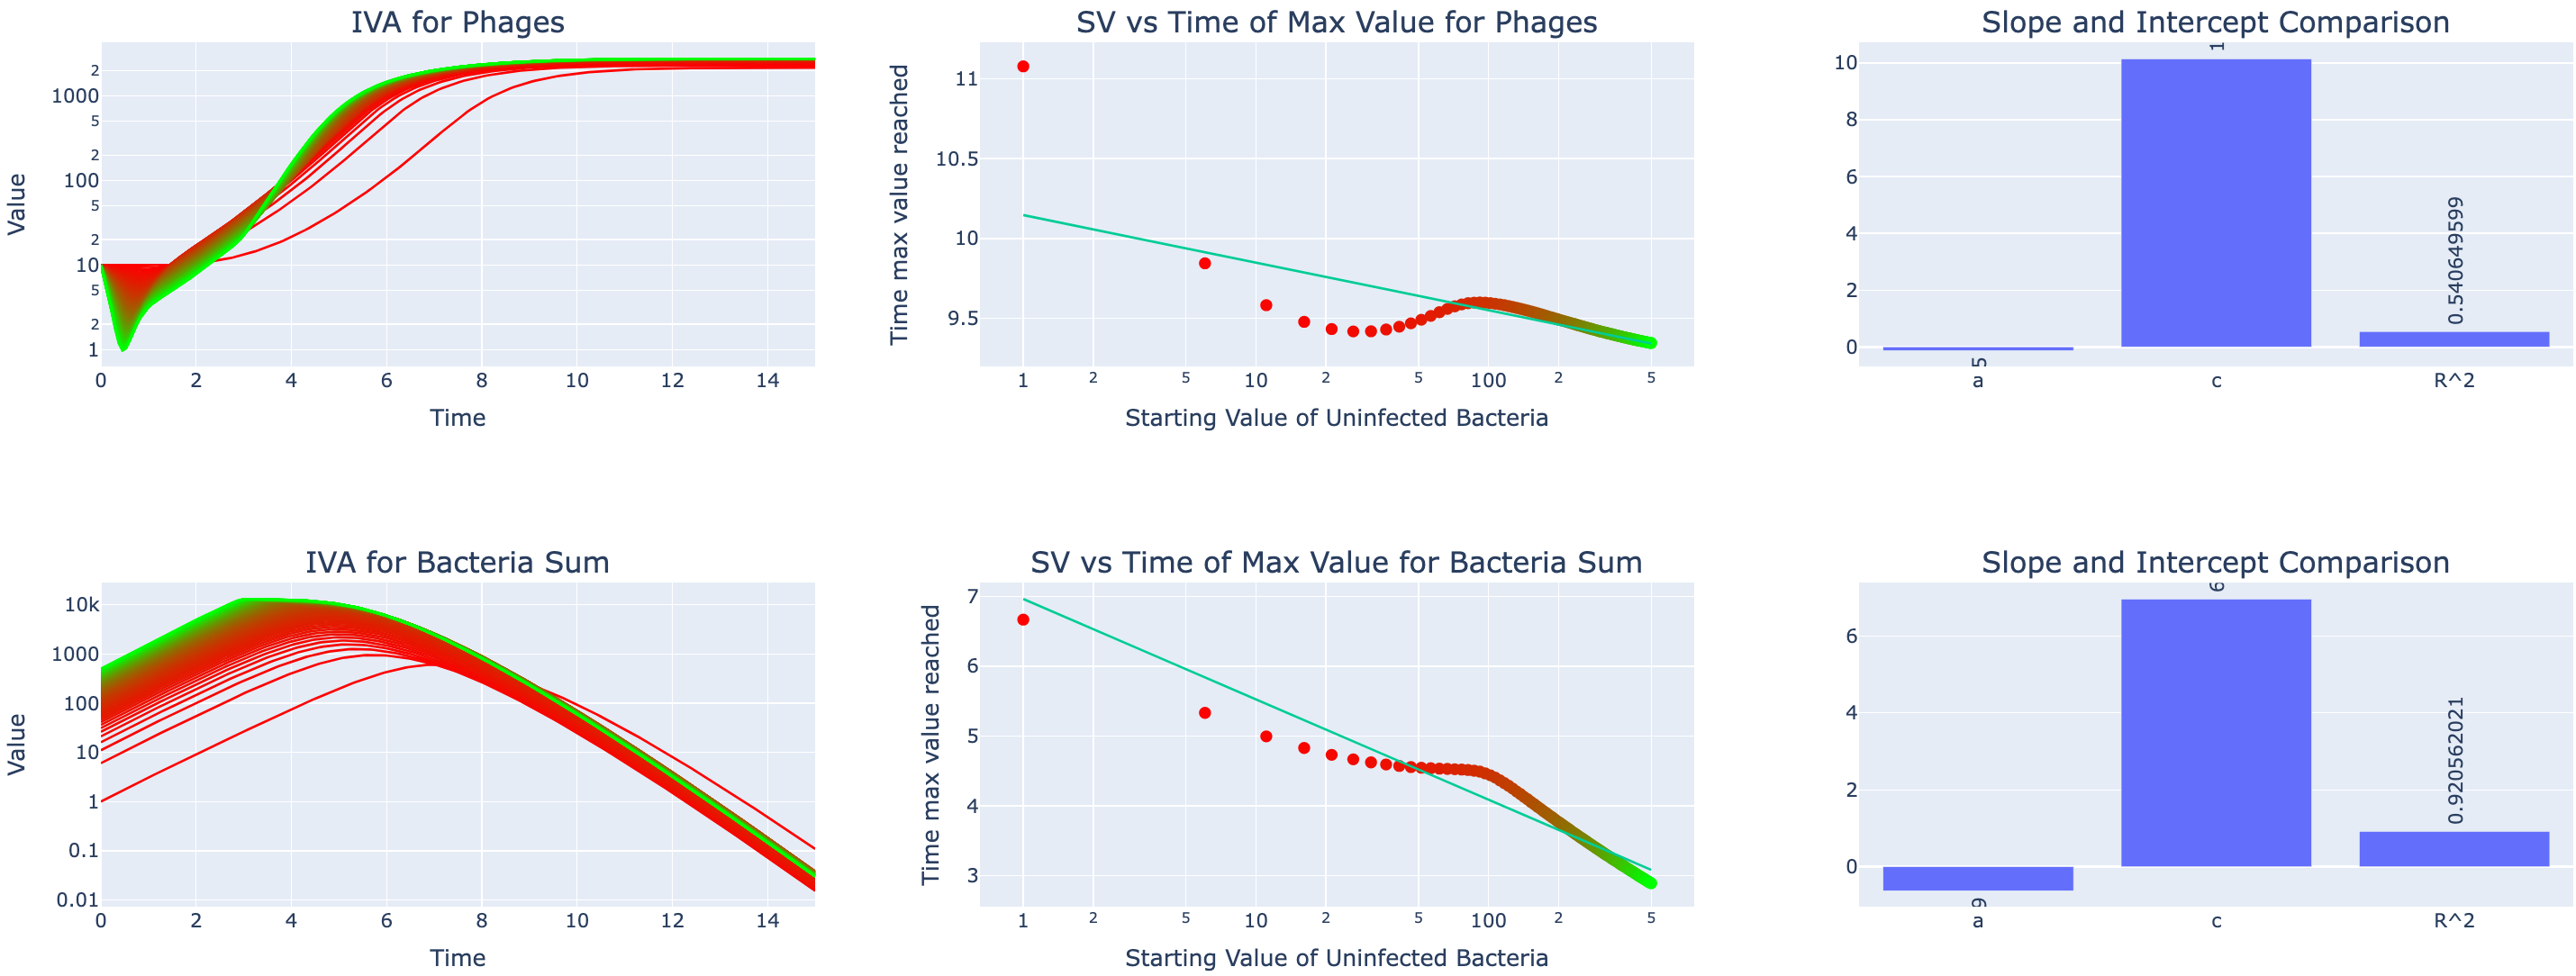 IVA for Phages
SV vs Time of Max Value for Phages
Slope and Intercept Comparison
Value
2
1000
5
2
100
5
2
10
5
2
1
0 2 4 6 8 10 12 14
Time
Time max value reached
11
10.5
10
9.5
1 2 5 10 2 5 100 2 5
Starting Value of Uninfected Bacteria
10
8
6
4
2
0
1
5
0.540649599
a c R^2
IVA for Bacteria Sum
SV vs Time of Max Value for Bacteria Sum
Slope and Intercept Comparison
Value
10k
1000
100
10
1
0.1
0.01
0 2 4 6 8 10 12 14
Time
Time max value reached
7
6
5
4
3
1 2 5 10 2 5 100 2 5
Starting Value of Uninfected Bacteria
6
4
2
0
6
9
0.920562021
a c R^2